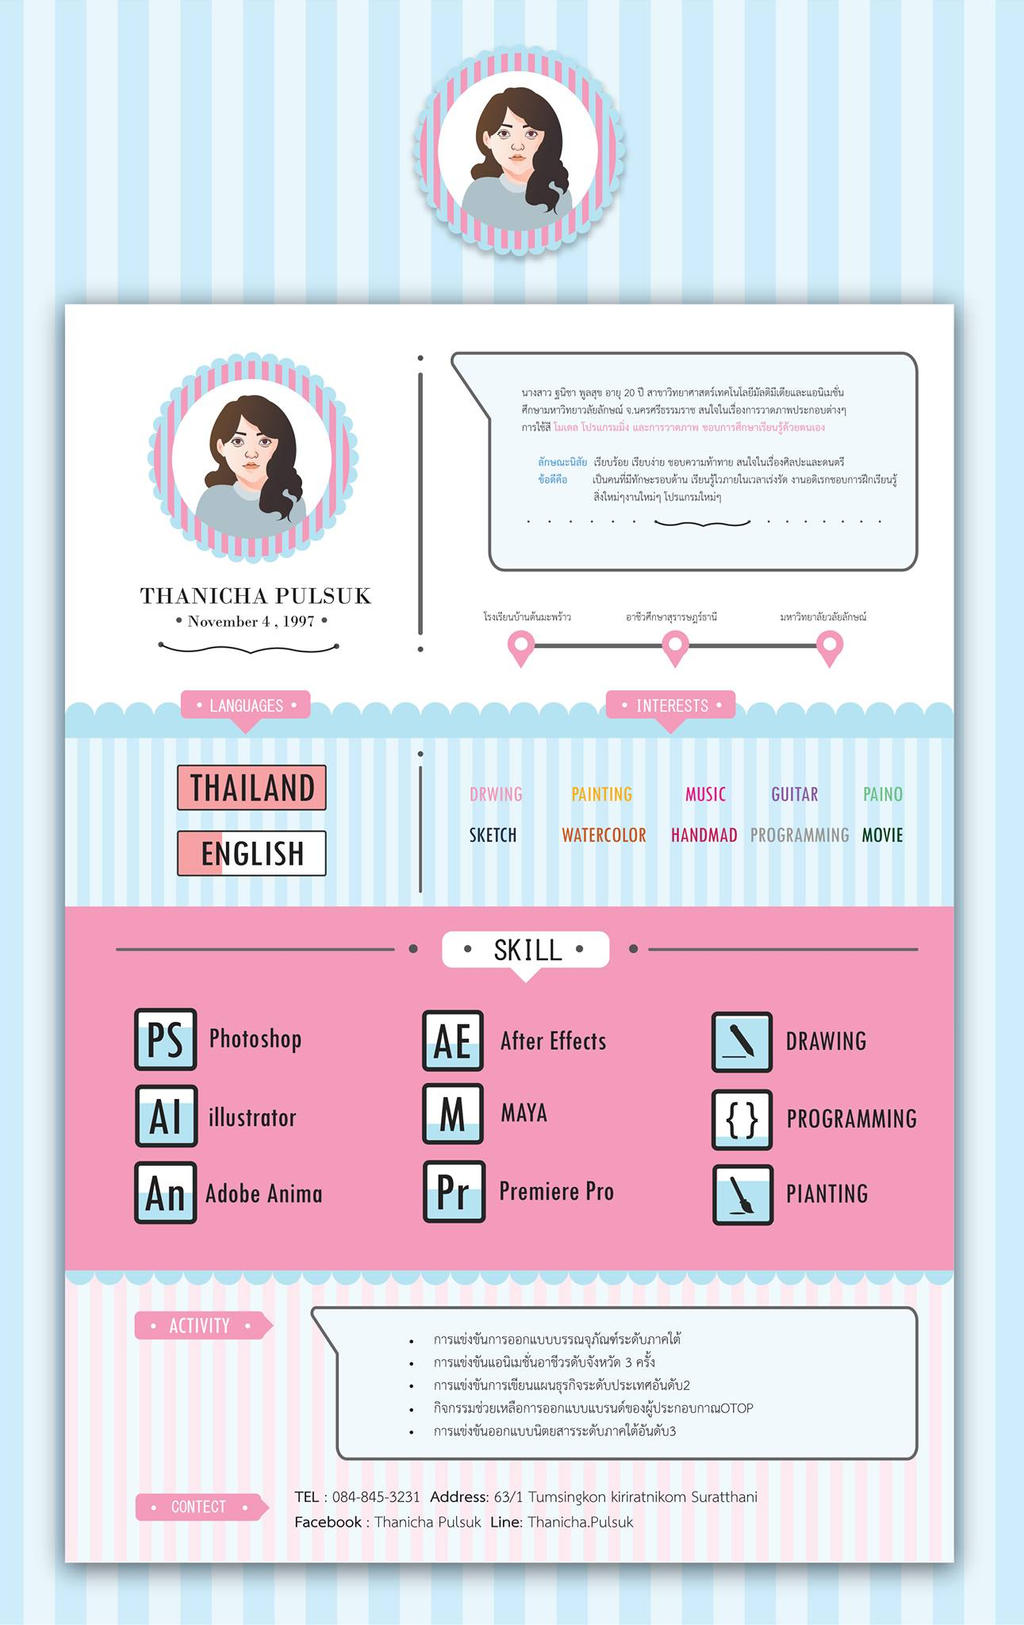 THANICHA PULSUK
• November 4 , 1997 •
นางสาว ฐนิชา พูลสุข อายุ 20 ปี สาขาวิทยาศาสตร์เทคโนโลยีมัลติมีเดียและแอนิเมชั่น
ศึกษามหาวิทยาวลัยลักษณ์ จ.นครศรีธรรมราช สนใจในเรื่องการวาดภาพประกอบต่างๆ
การใช้สี โมเดล โปรแกรมมิ่ง และการวาดภาพ ชอบการศึกษาเรียนรู้ด้วยตนเอง
ลักษณะนิสัย เรียบร้อย เรียบง่าย ชอบความท้าทาย สนใจในเรื่องศิลปะและดนตรี
ข้อดีคือ เป็นคนที่มีทักษะรอบด้าน เรียนรู้ไวภายในเวลาเร่งรัด งานอดิเรกชอบการฝึกเรียนรู้
สิ่งใหม่ๆงานใหม่ๆ โปรแกรมใหม่ๆ
โรงเรียนบ้านต้นมะพร้าว อาชีวศึกษาสุราษฎร์ธานี มหาวิทยาลัยวลัยลักษณ์
• LANGUAGES •
THAILAND
ENGLISH
• INTERESTS •
DRWING PAINTING MUSIC GUITAR PAINO
SKETCH WATERCOLOR HANDMAD PROGRAMMING MOVIE
• SKILL •
PS Photoshop
AI illustrator
An Adobe Anima
AE After Effects
M MAYA
Pr Premiere Pro
DRAWING
{ } PROGRAMMING
PIANTING
• ACTIVITY •
• การแข่งขันการออกแบบบรรณจุภัณฑ์ระดับภาคใต้
• การแข่งขันแอนิเมชั่นอาชีวรดับจังหวัด 3 ครั้ง
• การแข่งขันการเขียนแผนธุรกิจระดับประเทศอันดับ2
• กิจกรรมช่วยเหลือการออกแบบแบรนด์ของผู้ประกอบกาณOTOP
• การแข่งขันออกแบบนิตยสารระดับภาคใต้อันดับ3
• CONTECT •
TEL : 084-845-3231 Address: 63/1 Tumsingkon kiriratnikom Suratthani
Facebook : Thanicha Pulsuk Line: Thanicha.Pulsuk